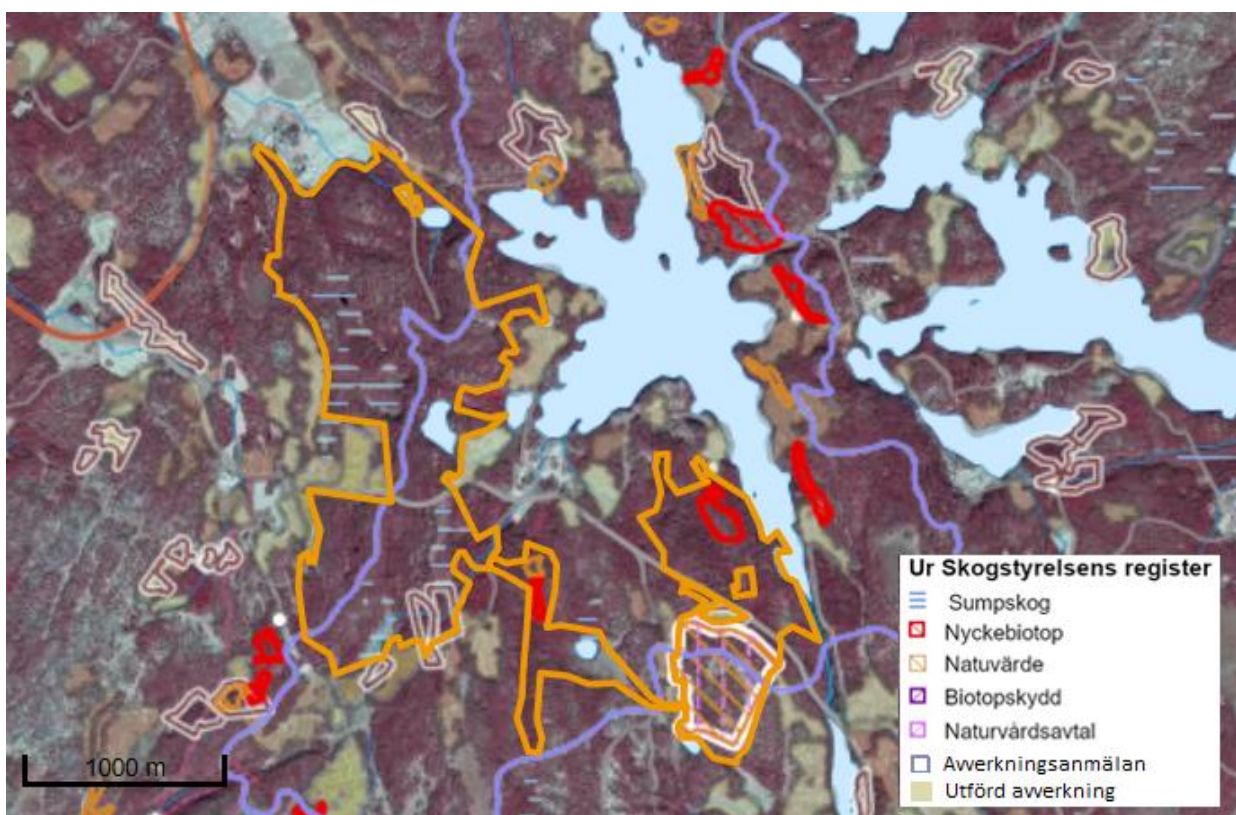 Ur Skogstyrelsens register
Sumpskog
Nyckebiotop
Natuvärde
Biotopskydd
Naturvårdsavtal
Avverkningsanmälan
Utförd avverkning
1000 m